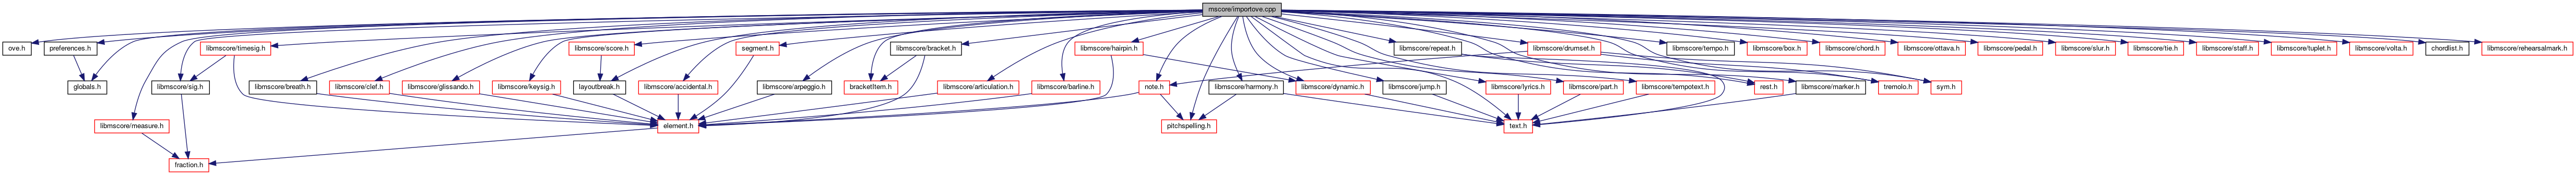 mscore/importove.cpp
ove.h
preferences.h
libmscore/timesig.h
libmscore/score.h
segment.h
libmscore/bracket.h
libmscore/hairpin.h
libmscore/repeat.h
libmscore/drumset.h
libmscore/tempo.h
libmscore/box.h
libmscore/chord.h
libmscore/ottava.h
libmscore/pedal.h
libmscore/slur.h
libmscore/tie.h
libmscore/staff.h
libmscore/tuplet.h
libmscore/volta.h
chordlist.h
libmscore/rehearsalmark.h
globals.h
libmscore/sig.h
libmscore/breath.h
libmscore/clef.h
libmscore/glissando.h
libmscore/keysig.h
layoutbreak.h
libmscore/accidental.h
libmscore/arpeggio.h
bracketItem.h
libmscore/articulation.h
libmscore/barline.h
note.h
libmscore/harmony.h
libmscore/dynamic.h
libmscore/jump.h
libmscore/lyrics.h
libmscore/part.h
libmscore/tempotext.h
rest.h
libmscore/marker.h
tremolo.h
sym.h
libmscore/measure.h
element.h
pitchspelling.h
text.h
fraction.h